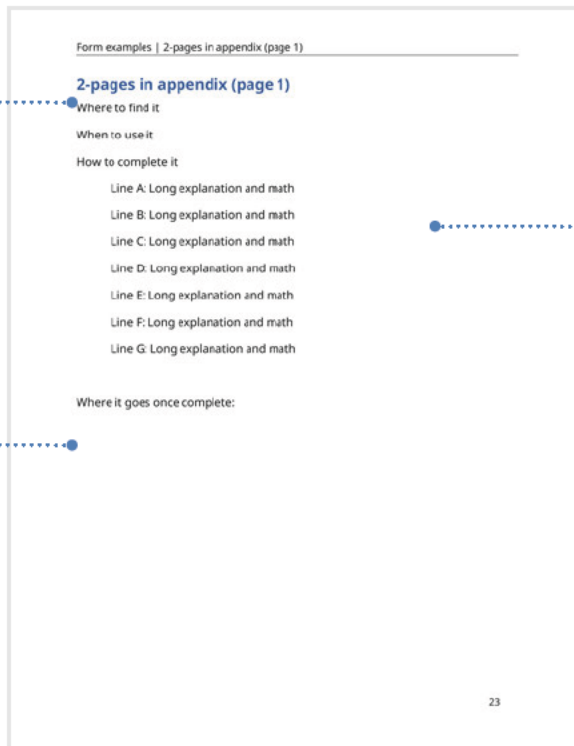 Form examples | 2-pages in appendix (page 1)
2-pages in appendix (page 1)
Where to find it
When to use it
How to complete it
Line A: Long explanation and math
Line B: Long explanation and math
Line C: Long explanation and math
Line D: Long explanation and math
Line E: Long explanation and math
Line F: Long explanation and math
Line G: Long explanation and math
Where it goes once complete:
23